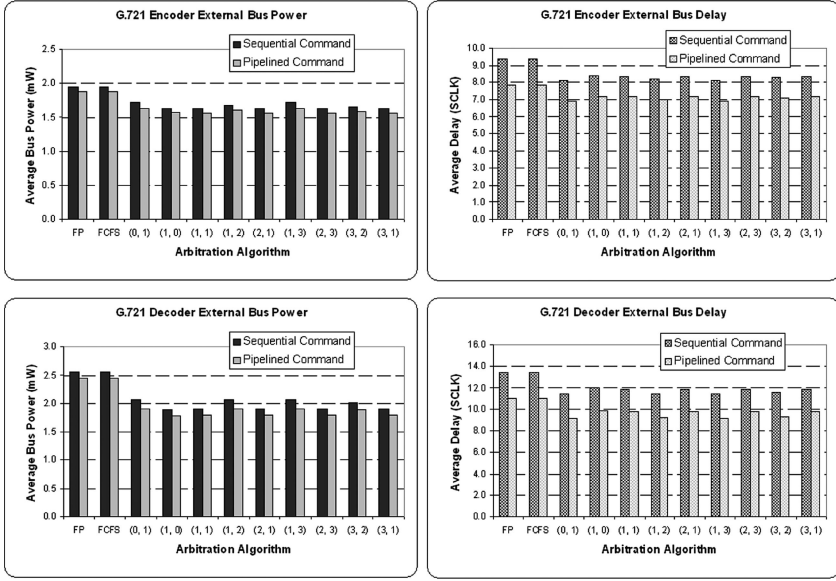 G.721 Encoder External Bus Power
Sequential Command
Pipelined Command
Average Bus Power (mW)
2.5
2.0
1.5
1.0
0.5
0.0
FP FCFS (0, 1) (1, 0) (1, 1) (1, 2) (2, 1) (1, 3) (2, 3) (3, 2) (3, 1)
Arbitration Algorithm
G.721 Encoder External Bus Delay
Sequential Command
Pipelined Command
Average Delay (SCLK)
10.0
9.0
8.0
7.0
6.0
5.0
4.0
3.0
2.0
1.0
0.0
FP FCFS (0, 1) (1, 0) (1, 1) (1, 2) (2, 1) (1, 3) (2, 3) (3, 2) (3, 1)
Arbitration Algorithm
G.721 Decoder External Bus Power
Sequential Command
Pipelined Command
Average Bus Power (mW)
3.0
2.5
2.0
1.5
1.0
0.5
0.0
FP FCFS (0, 1) (1, 0) (1, 1) (1, 2) (2, 1) (1, 3) (2, 3) (3, 2) (3, 1)
Arbitration Algorithm
G.721 Decoder External Bus Delay
Sequential Command
Pipelined Command
Average Delay (SCLK)
16.0
14.0
12.0
10.0
8.0
6.0
4.0
2.0
0.0
FP FCFS (0, 1) (1, 0) (1, 1) (1, 2) (2, 1) (1, 3) (2, 3) (3, 2) (3, 1)
Arbitration Algorithm